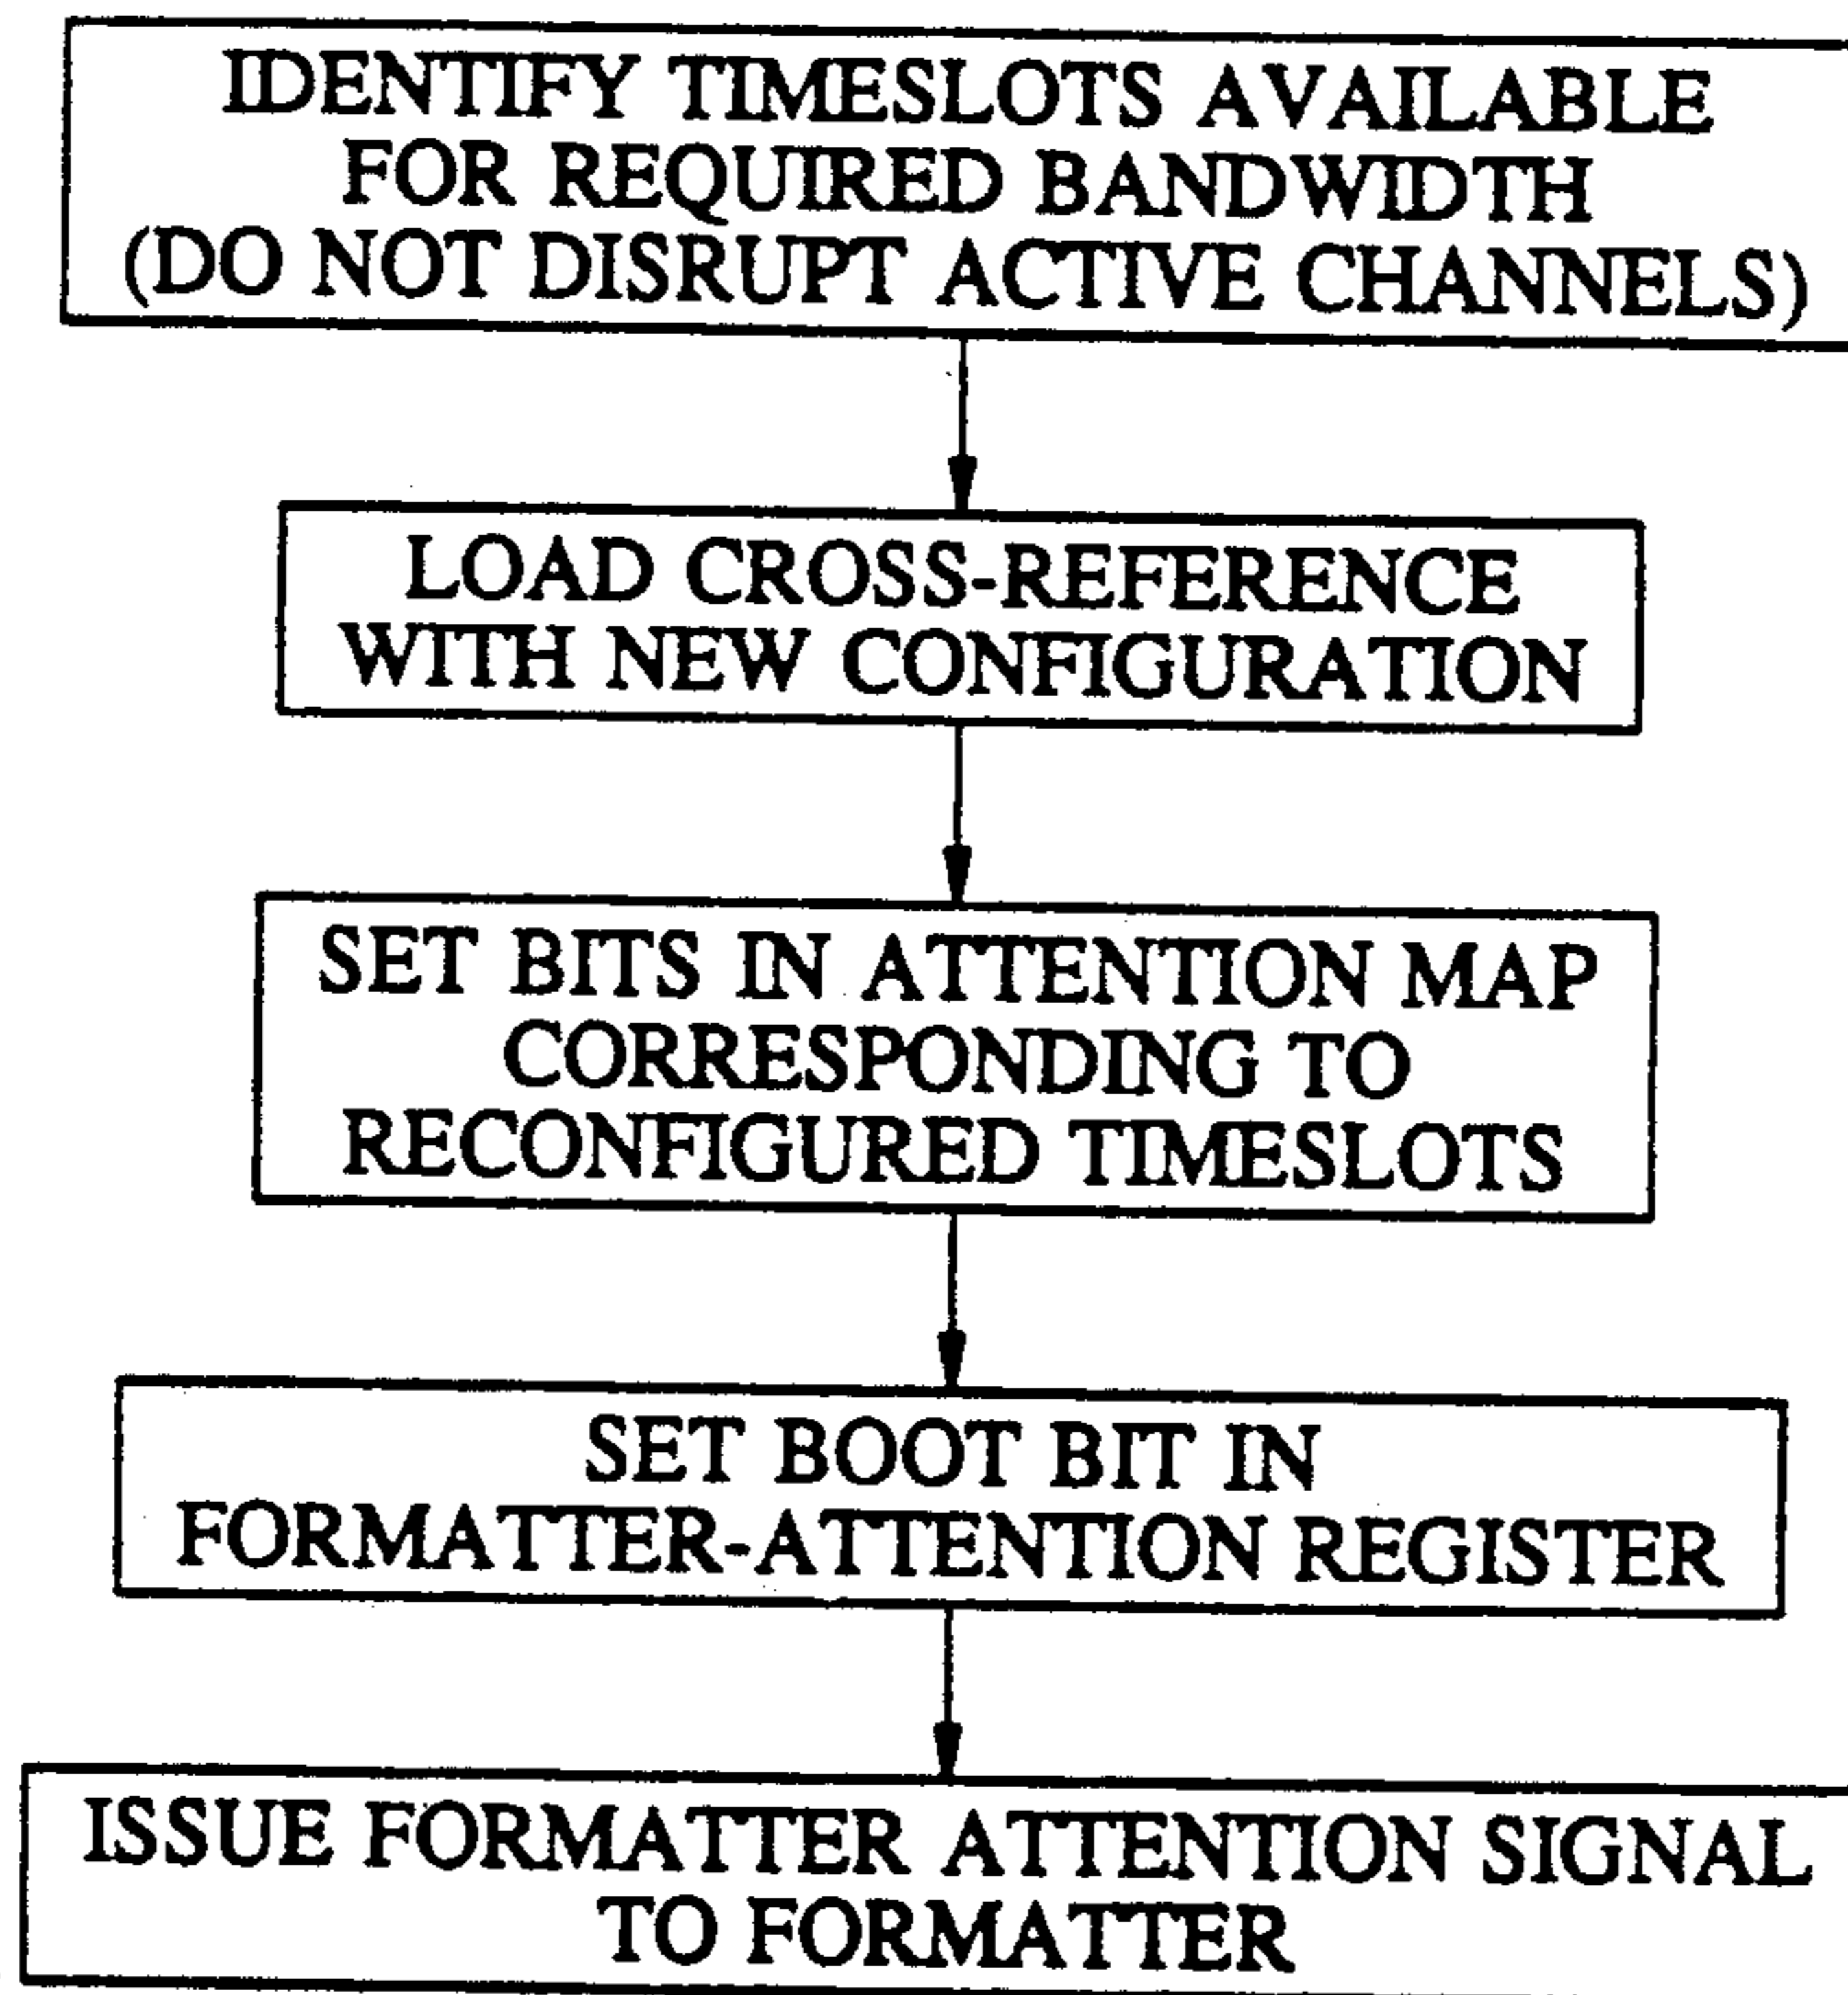 IDENTIFY TIMESLOTS AVAILABLE
FOR REQUIRED BANDWIDTH
(DO NOT DISRUPT ACTIVE CHANNELS)
LOAD CROSS-REFERENCE
WITH NEW CONFIGURATION
SET BITS IN ATTENTION MAP
CORRESPONDING TO
RECONFIGURED TIMESLOTS
SET BOOT BIT IN
FORMATTER-ATTENTION REGISTER
ISSUE FORMATTER ATTENTION SIGNAL
TO FORMATTER